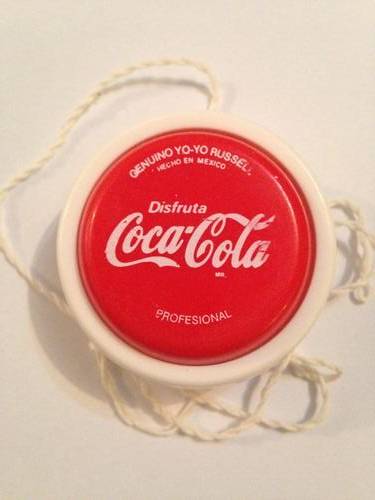 GENUINO YO-YO RUSSELL
HECHO EN MEXICO
Disfruta
Coca-Cola
MR.
PROFESIONAL